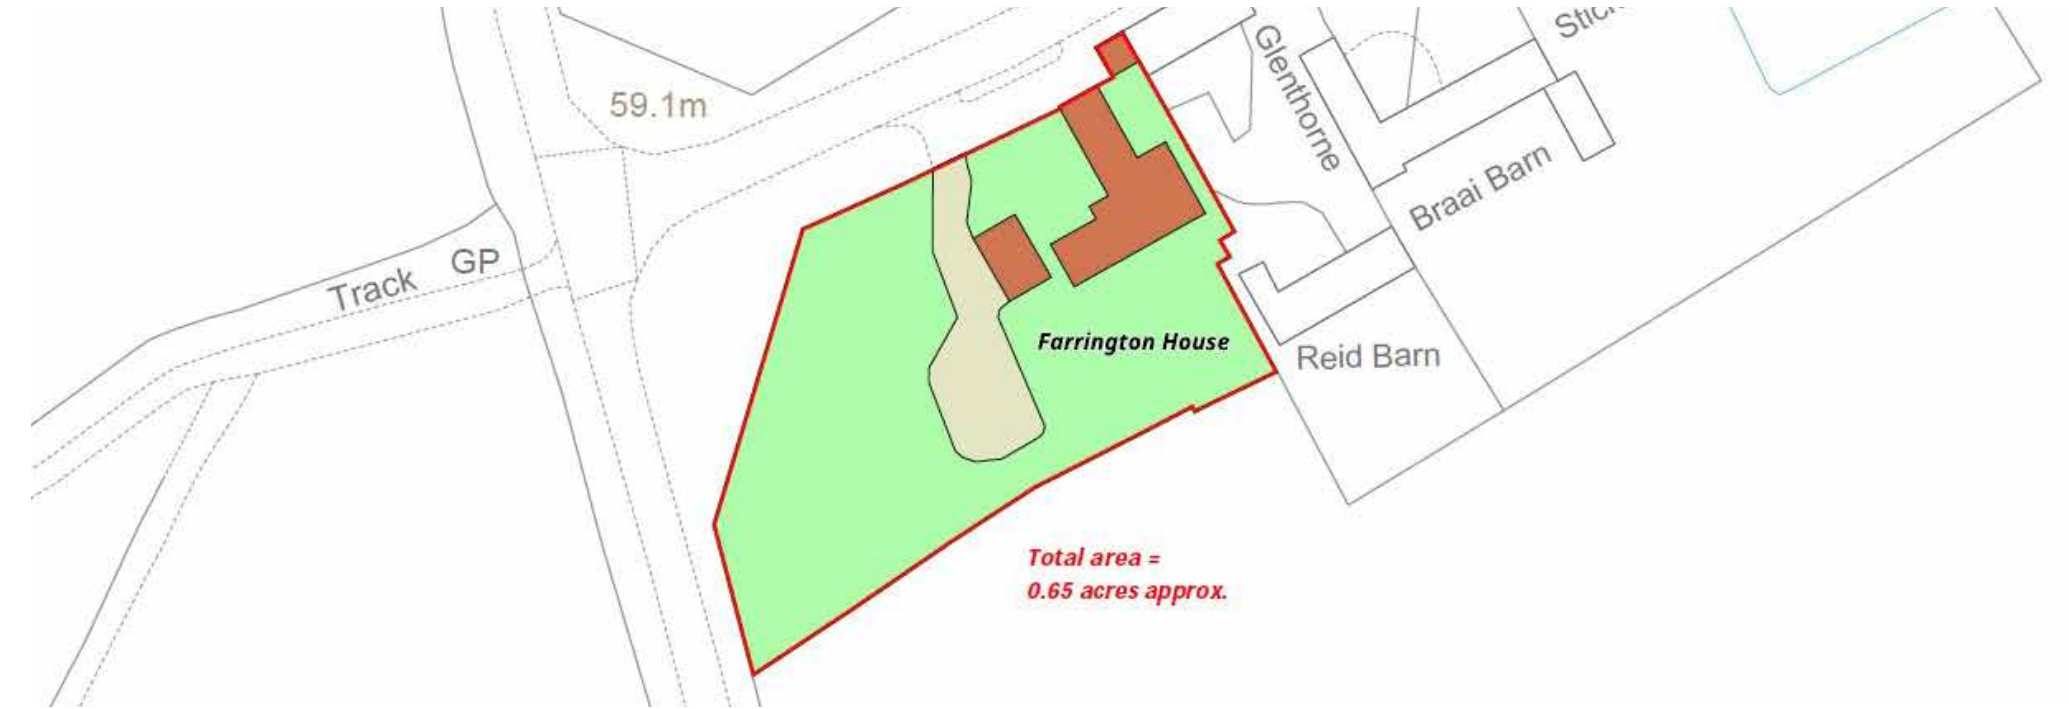 59.1m
Glenthorne
Braai Barn
Track
GP
Farrington House
Reid Barn
Total area =
0.65 acres approx.